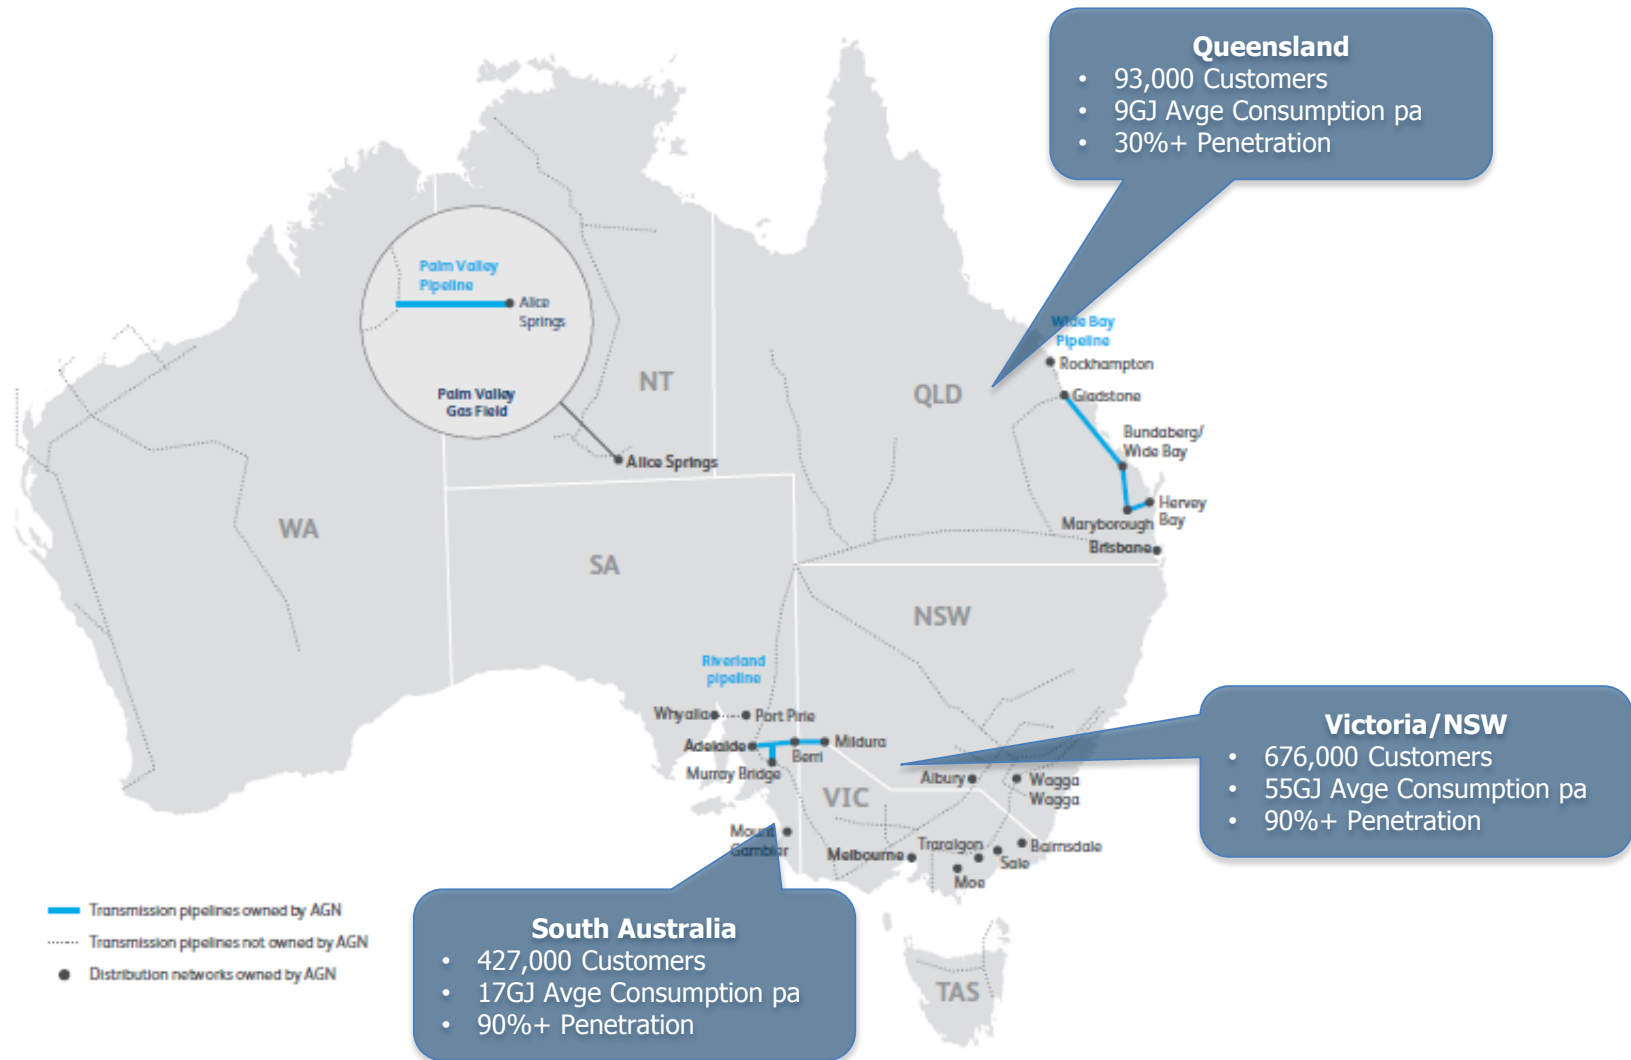 Queensland
• 93,000 Customers
• 9GJ Avge Consumption pa
• 30%+ Penetration
Palm Valley
Pipeline
Alice
Springs
Palm Valley
Gas Field
Alice Springs
NT
WA
SA
QLD
NSW
VIC
TAS
Wide Bay
Pipeline
Rockhampton
Gladstone
Bundaberg/
Wide Bay
Hervey
Bay
Maryborough
Brisbane
Riverland
pipeline
Whyalla
Port Pirie
Adelaide
Berri
Mildura
Murray Bridge
Mount
Gambier
Melbourne
Albury
Wagga
Wagga
Traralgon
Bairnsdale
Sale
Moe
Victoria/NSW
• 676,000 Customers
• 55GJ Avge Consumption pa
• 90%+ Penetration
South Australia
• 427,000 Customers
• 17GJ Avge Consumption pa
• 90%+ Penetration
Transmission pipelines owned by AGN
Transmission pipelines not owned by AGN
Distribution networks owned by AGN